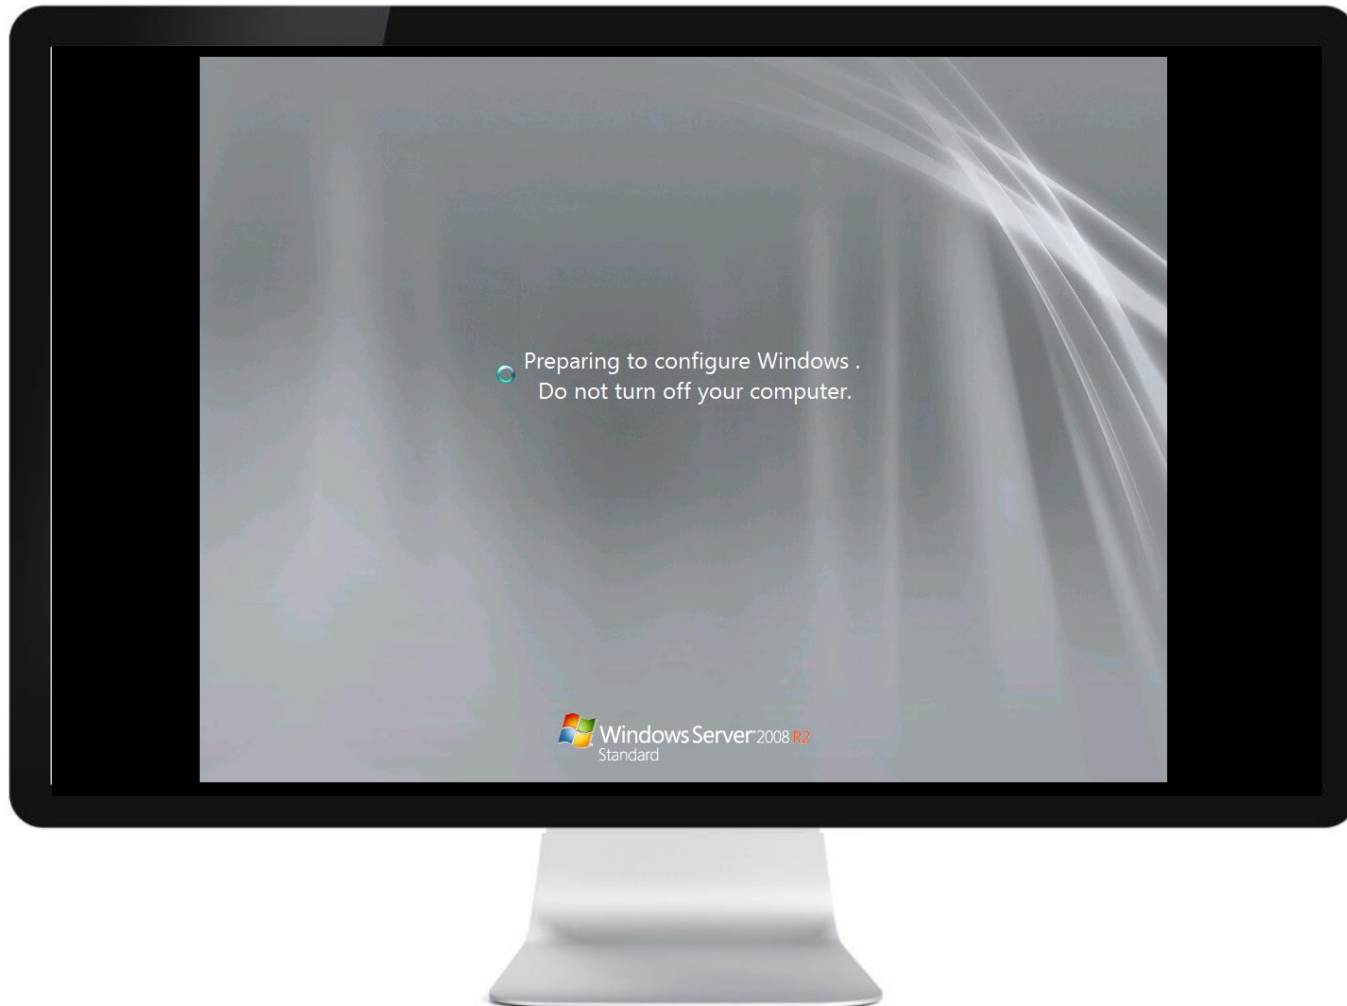 Preparing to configure Windows .
Do not turn off your computer.
Windows Server 2008 R2
Standard